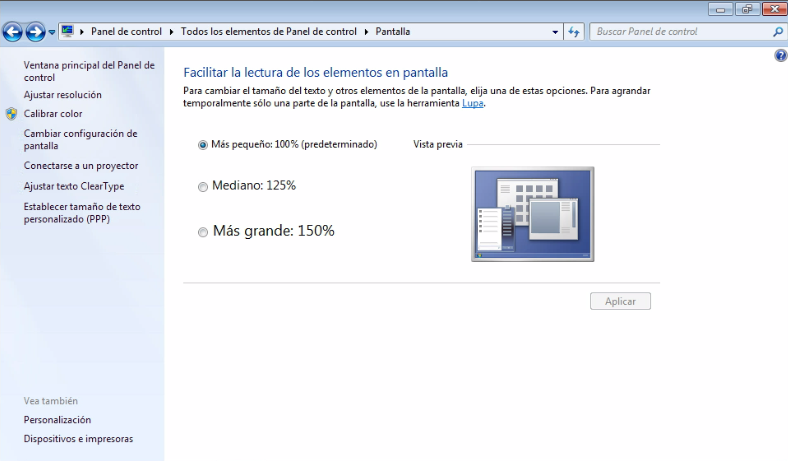 Panel de control
Todos los elementos de Panel de control
Pantalla
Buscar Panel de control
Ventana principal del Panel de
control
Ajustar resolución
Calibrar color
Cambiar configuración de
pantalla
Conectarse a un proyector
Ajustar texto ClearType
Establecer tamaño de texto
personalizado (PPP)
Vea también
Personalización
Dispositivos e impresoras
Facilitar la lectura de los elementos en pantalla
Para cambiar el tamaño del texto y otros elementos de la pantalla, elija una de estas opciones. Para agrandar
temporalmente sólo una parte de la pantalla, use la herramienta Lupa.
Más pequeño: 100% (predeterminado)
Vista previa
Mediano: 125%
Más grande: 150%
Aplicar